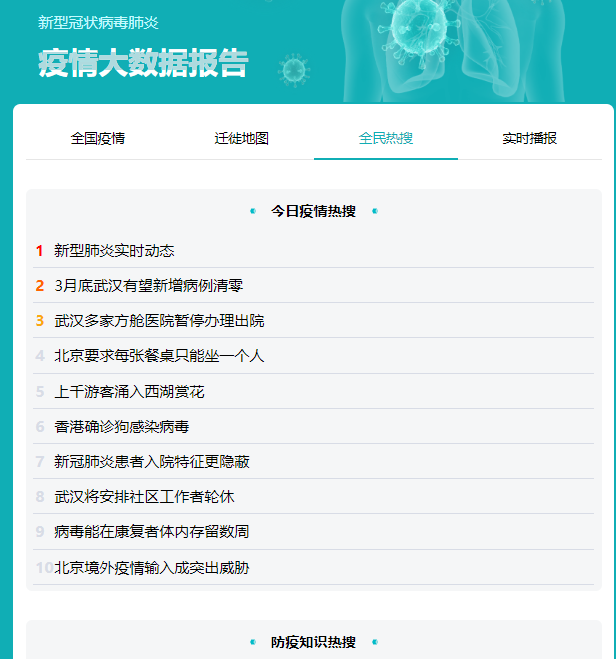 新型冠状病毒肺炎
疫情大数据报告
全国疫情 迁徙地图 全民热搜 实时播报
今日疫情热搜
1 新型肺炎实时动态
2 3月底武汉有望新增病例清零
3 武汉多家方舱医院暂停办理出院
4 北京要求每张餐桌只能坐一个人
5 上千游客涌入西湖赏花
6 香港确诊狗感染病毒
7 新冠肺炎患者入院特征更隐蔽
8 武汉将安排社区工作者轮休
9 病毒能在康复者体内存留数周
10 北京境外疫情输入成突出威胁
防疫知识热搜